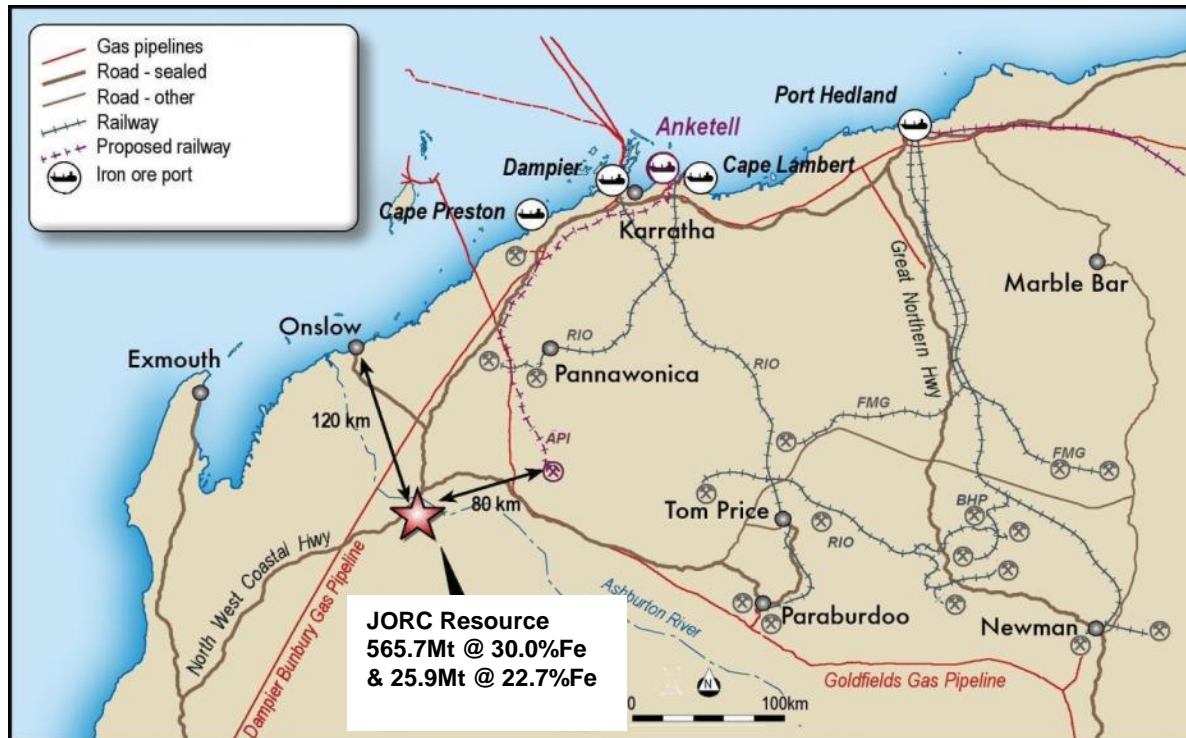 Gas pipelines
Road - sealed
Road - other
Railway
Proposed railway
Iron ore port
Port Hedland
Anketell
Dampier
Cape Lambert
Cape Preston
Karratha
Great Northern Hwy
Marble Bar
Onslow
Exmouth
RIO
Pannawonica
RIO
120 km
API
FMG
FMG
80 km
Tom Price
BHP
RIO
North West Coastal Hwy
Dampier Bunbury Gas Pipeline
Ashburton River
Paraburdoo
Newman
JORC Resource
565.7Mt @ 30.0%Fe
& 25.9Mt @ 22.7%Fe
Goldfields Gas Pipeline
N
0 100km